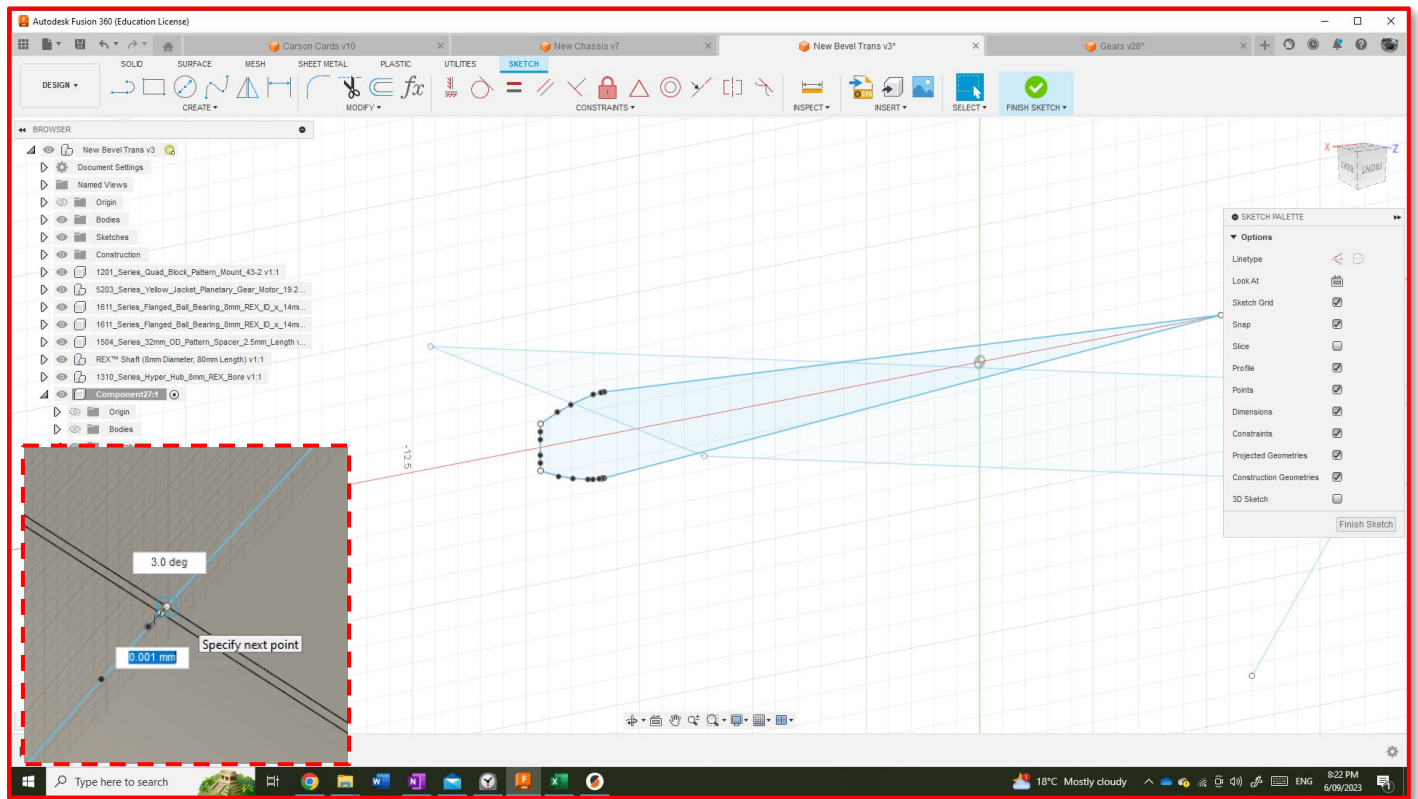 Autodesk Fusion 360 (Education License)
Carson Cards v10
New Chassis v7
New Bevel Trans v3*
Gears v28*
SOLID SURFACE MESH SHEET METAL PLASTIC UTILITIES SKETCH
DESIGN
fx
CREATE
MODIFY
CONSTRAINTS
INSPECT
INSERT
SELECT
FINISH SKETCH
BROWSER
New Bevel Trans v3
Document Settings
Named Views
Origin
Bodies
Sketches
Construction
1201_Series_Quad_Block_Pattern_Mount_43-2 v1:1
5203_Series_Yellow_Jacket_Planetary_Gear_Motor_19.2...
1611_Series_Flanged_Ball_Bearing_8mm_REX_ID_x_14m...
1611_Series_Flanged_Ball_Bearing_8mm_REX_ID_x_14m...
1504_Series_32mm_OD_Pattern_Spacer_2.5mm_Length ...
REX™ Shaft (8mm Diameter, 80mm Length) v1:1
1310_Series_Hyper_Hub_8mm_REX_Bore v1:1
Component27:1
Origin
Bodies
-12.5
X
Z
BACK
FRONT
SKETCH PALETTE
Options
Linetype
Look At
Sketch Grid
Snap
Slice
Profile
Points
Dimensions
Constraints
Projected Geometries
Construction Geometries
3D Sketch
Finish Sketch
3.0 deg
Specify next point
0.001 mm
Type here to search
18°C Mostly cloudy
ENG
8:22 PM
6/09/2023